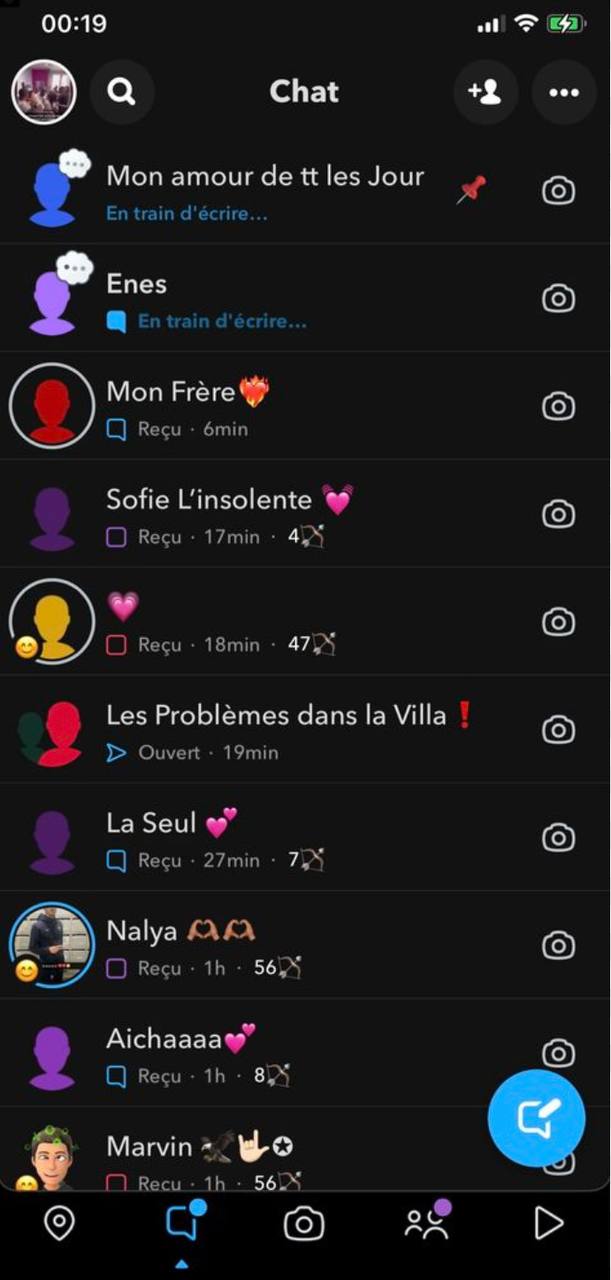 00:19
Chat
Mon amour de tt les Jour 📌
En train d'écrire...
Enes
En train d'écrire...
Mon Frère❤️‍🔥
Reçu · 6min
Sofie L’insolente 💓
Reçu · 17min · 4🏹
💗
Reçu · 18min · 47🏹
Les Problèmes dans la Villa❗
Ouvert · 19min
La Seul 💕
Reçu · 27min · 7🏹
Nalya 🫶🏽🫶🏽
Reçu · 1h · 56🏹
Aichaaaa💕
Reçu · 1h · 8🏹
Marvin 🦅🤟🏻✪
Reçu · 1h · 56🏹